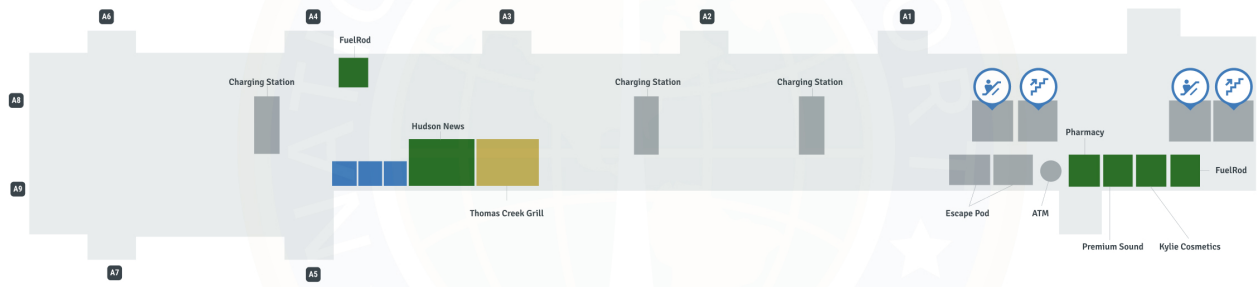 A6
A4
A3
A2
A1
FuelRod
Charging Station
Charging Station
Charging Station
A8
Hudson News
Pharmacy
FuelRod
A9
Thomas Creek Grill
Escape Pod
ATM
Premium Sound
Kylie Cosmetics
A7
A5